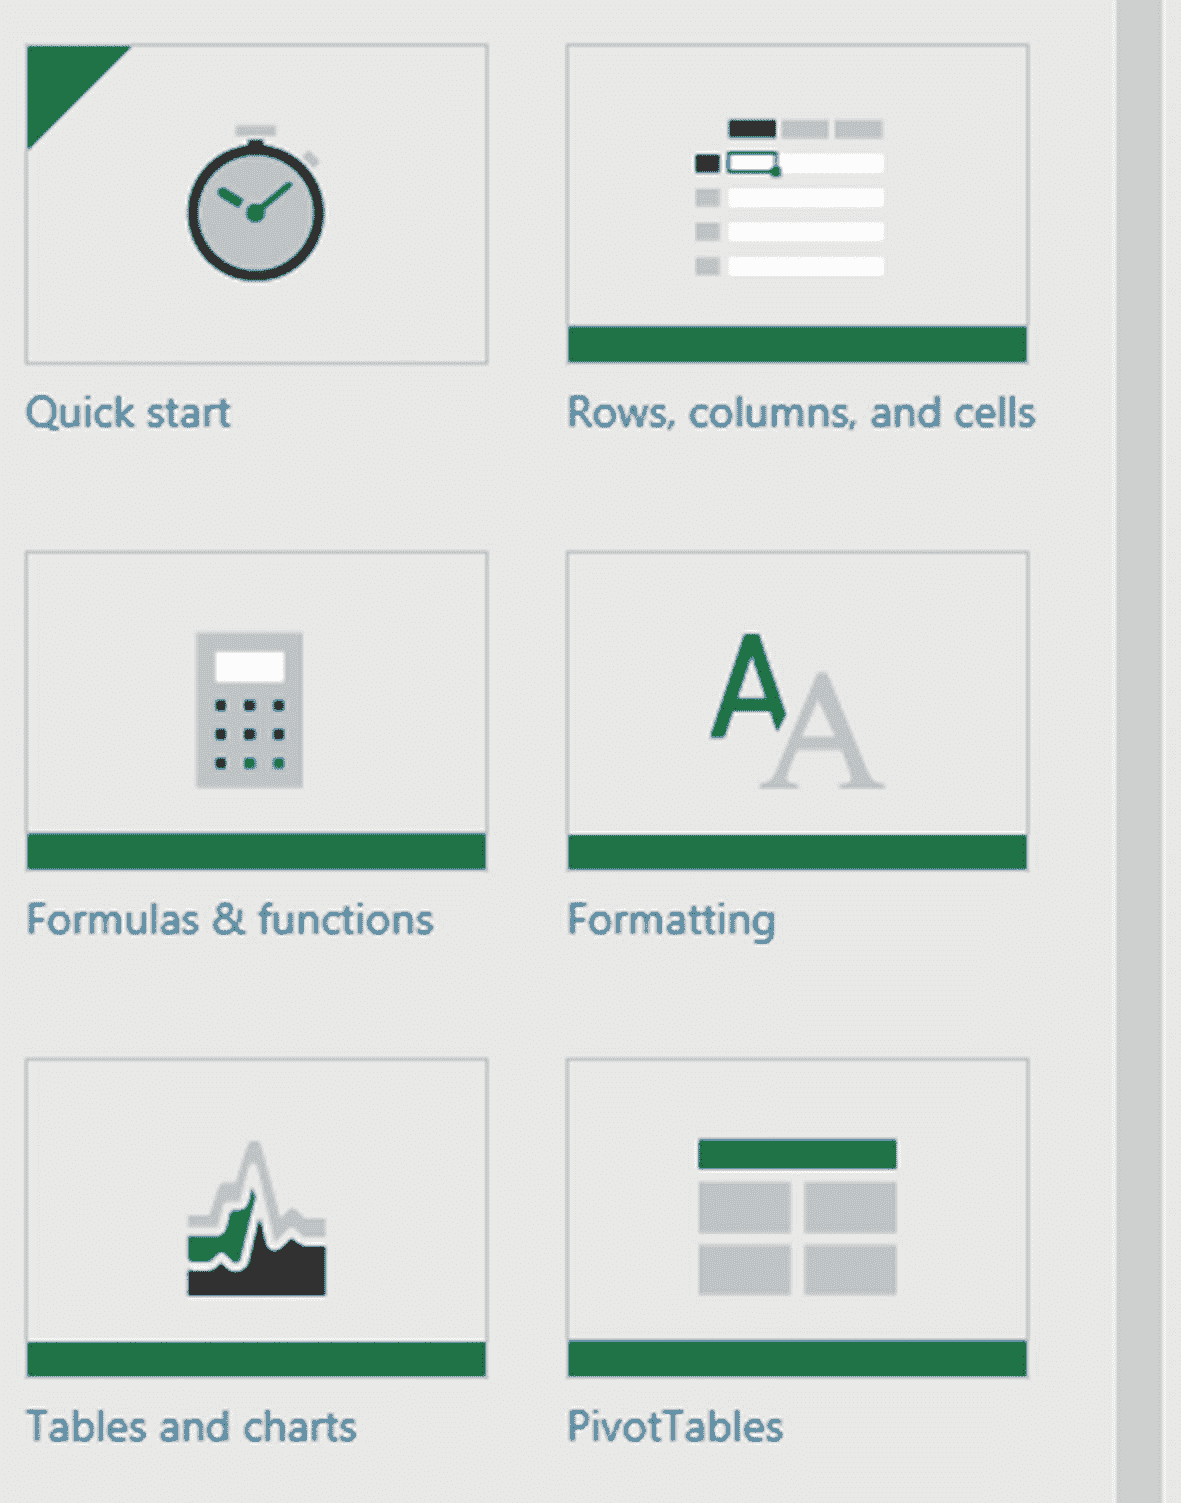 Quick start
Rows, columns, and cells
Formulas & functions
Formatting
Tables and charts
PivotTables